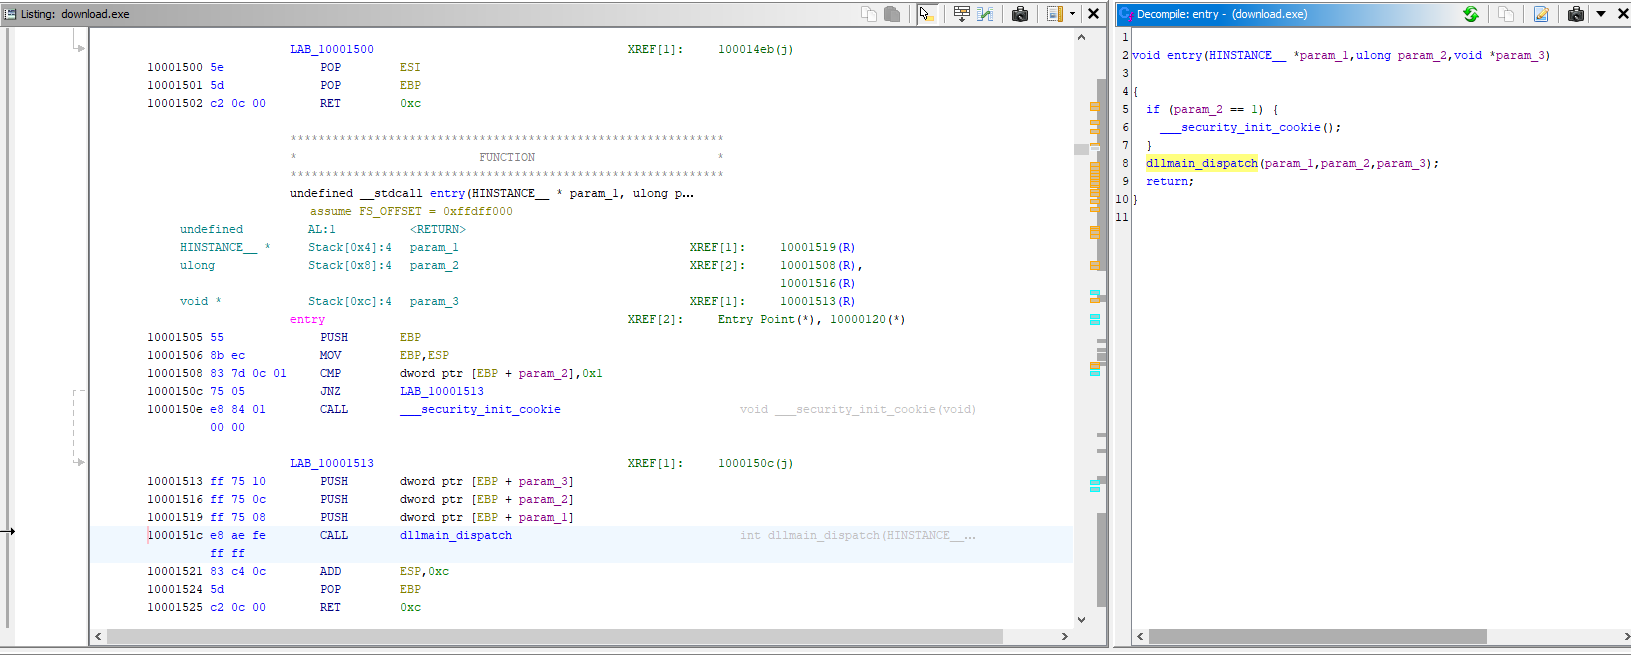 Listing: download.exe
LAB_10001500 XREF[1]: 100014eb(j)
10001500 5e POP ESI
10001501 5d POP EBP
10001502 c2 0c 00 RET 0xc
**************************************************************
* FUNCTION *
**************************************************************
undefined __stdcall entry(HINSTANCE__ * param_1, ulong p...
assume FS_OFFSET = 0xffdff000
undefined AL:1 <RETURN>
HINSTANCE__ * Stack[0x4]:4 param_1 XREF[1]: 10001519(R)
ulong Stack[0x8]:4 param_2 XREF[2]: 10001508(R),
10001516(R)
void * Stack[0xc]:4 param_3 XREF[1]: 10001513(R)
entry XREF[2]: Entry Point(*), 10000120(*)
10001505 55 PUSH EBP
10001506 8b ec MOV EBP,ESP
10001508 83 7d 0c 01 CMP dword ptr [EBP + param_2],0x1
1000150c 75 05 JNZ LAB_10001513
1000150e e8 84 01 CALL ___security_init_cookie void ___security_init_cookie(void)
00 00
LAB_10001513 XREF[1]: 1000150c(j)
10001513 ff 75 10 PUSH dword ptr [EBP + param_3]
10001516 ff 75 0c PUSH dword ptr [EBP + param_2]
10001519 ff 75 08 PUSH dword ptr [EBP + param_1]
1000151c e8 ae fe CALL dllmain_dispatch int dllmain_dispatch(HINSTANCE__...
ff ff
10001521 83 c4 0c ADD ESP,0xc
10001524 5d POP EBP
10001525 c2 0c 00 RET 0xc
Decompile: entry - (download.exe)
1
2 void entry(HINSTANCE__ *param_1,ulong param_2,void *param_3)
3
4 {
5 if (param_2 == 1) {
6 ___security_init_cookie();
7 }
8 dllmain_dispatch(param_1,param_2,param_3);
9 return;
10 }
11